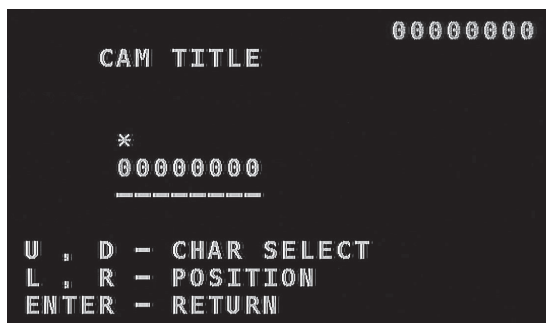 00000000
CAM TITLE
*
00000000
--------
U , D - CHAR SELECT
L , R - POSITION
ENTER - RETURN